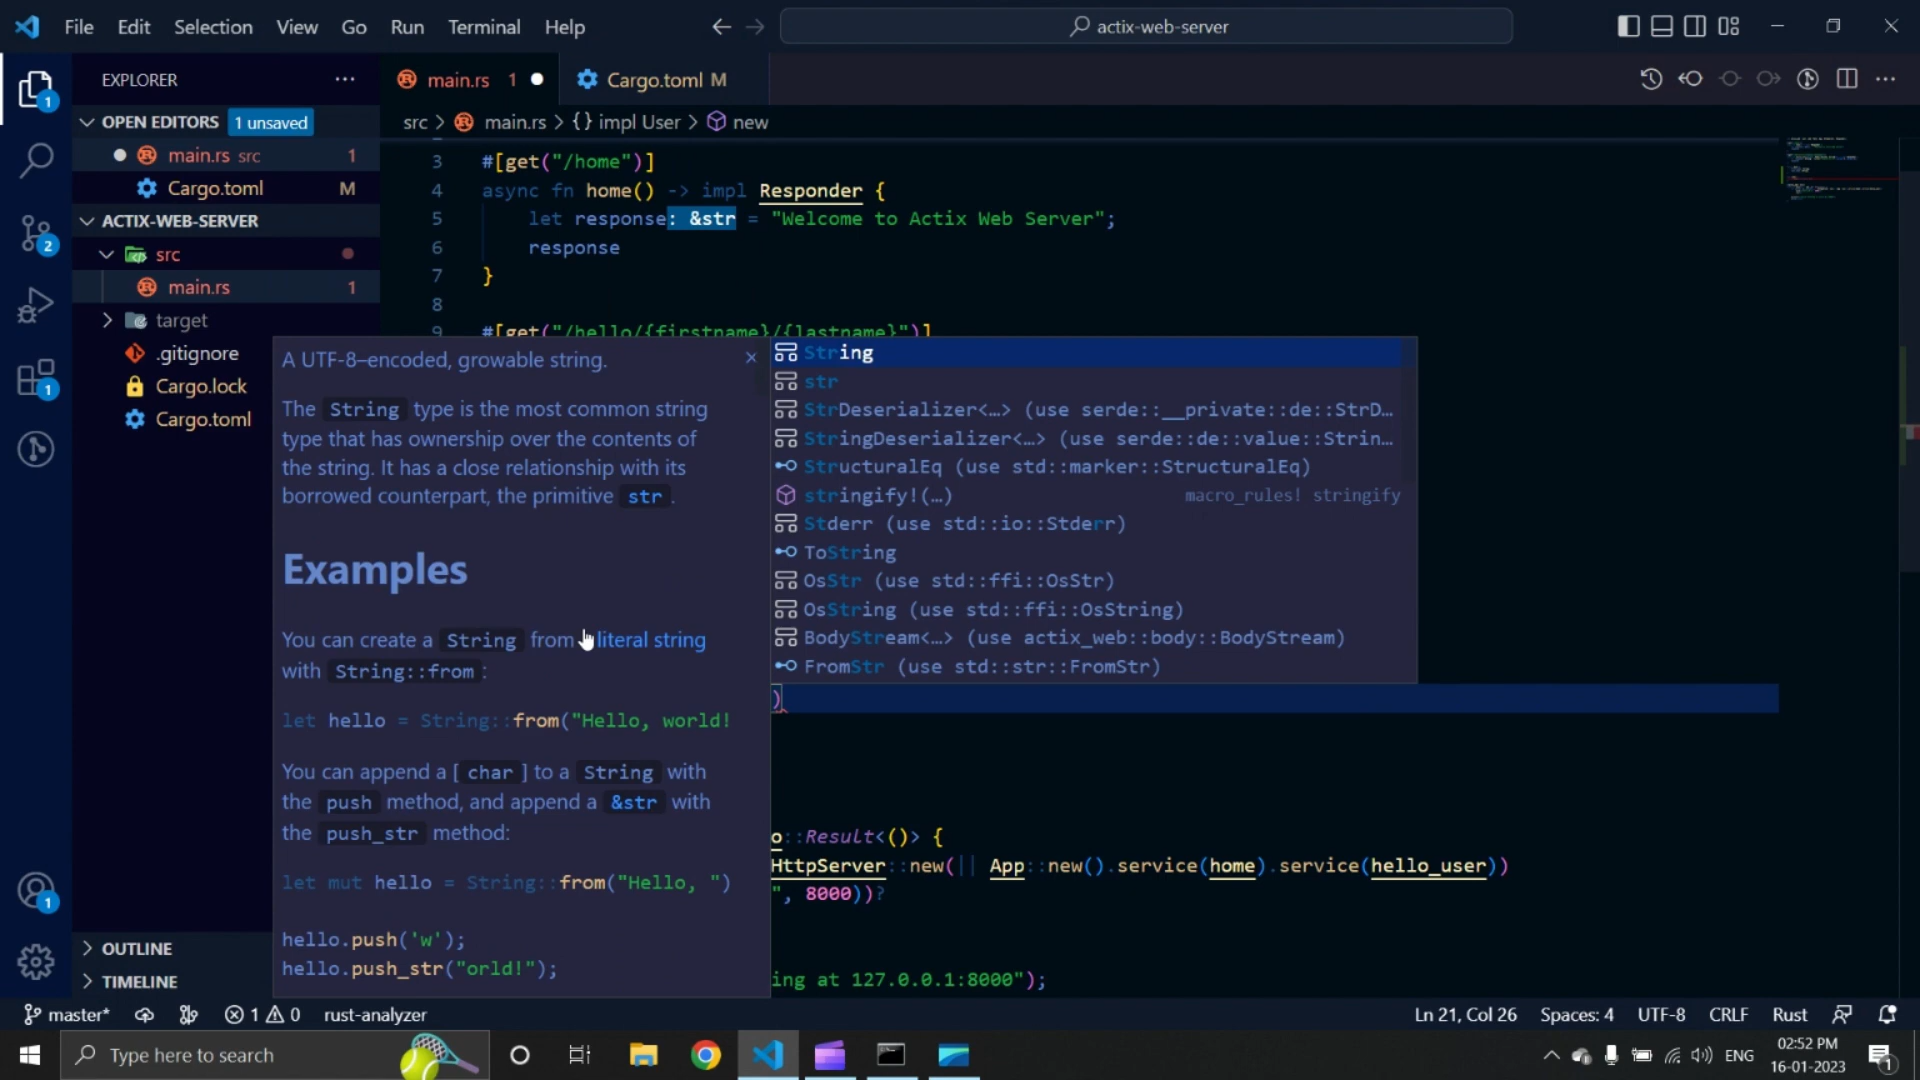 File Edit Selection View Go Run Terminal Help
actix-web-server
EXPLORER
main.rs 1
Cargo.toml M
OPEN EDITORS 1 unsaved
main.rs src 1
Cargo.toml M
ACTIX-WEB-SERVER
src
main.rs 1
target
.gitignore
Cargo.lock
Cargo.toml
OUTLINE
TIMELINE
src > main.rs > {} impl User > new
3 #[get("/home")]
4 async fn home() -> impl Responder {
5 let response: &str = "Welcome to Actix Web Server";
6 response
7 }
8
9 #[get("/hello/{firstname}/{lastname}")]
A UTF-8–encoded, growable string.
The String type is the most common string
type that has ownership over the contents of
the string. It has a close relationship with its
borrowed counterpart, the primitive str.
Examples
You can create a String from literal string
with String::from:
let hello = String::from("Hello, world!
You can append a [char] to a String with
the push method, and append a &str with
the push_str method:
let mut hello = String::from("Hello, ")
hello.push('w');
hello.push_str("orld!");
String
str
StrDeserializer<…> (use serde::__private::de::StrD…
StringDeserializer<…> (use serde::de::value::Strin…
StructuralEq (use std::marker::StructuralEq)
stringify!(…) macro_rules! stringify
Stderr (use std::io::Stderr)
ToString
OsStr (use std::ffi::OsStr)
OsString (use std::ffi::OsString)
BodyStream<…> (use actix_web::body::BodyStream)
FromStr (use std::str::FromStr)
)
o::Result<()> {
HttpServer::new(|| App::new().service(home).service(hello_user))
", 8000))?
ing at 127.0.0.1:8000");
1
2
1
1
master* 1 0 rust-analyzer
Ln 21, Col 26 Spaces: 4 UTF-8 CRLF Rust
Type here to search
ENG
02:52 PM
16-01-2023
1